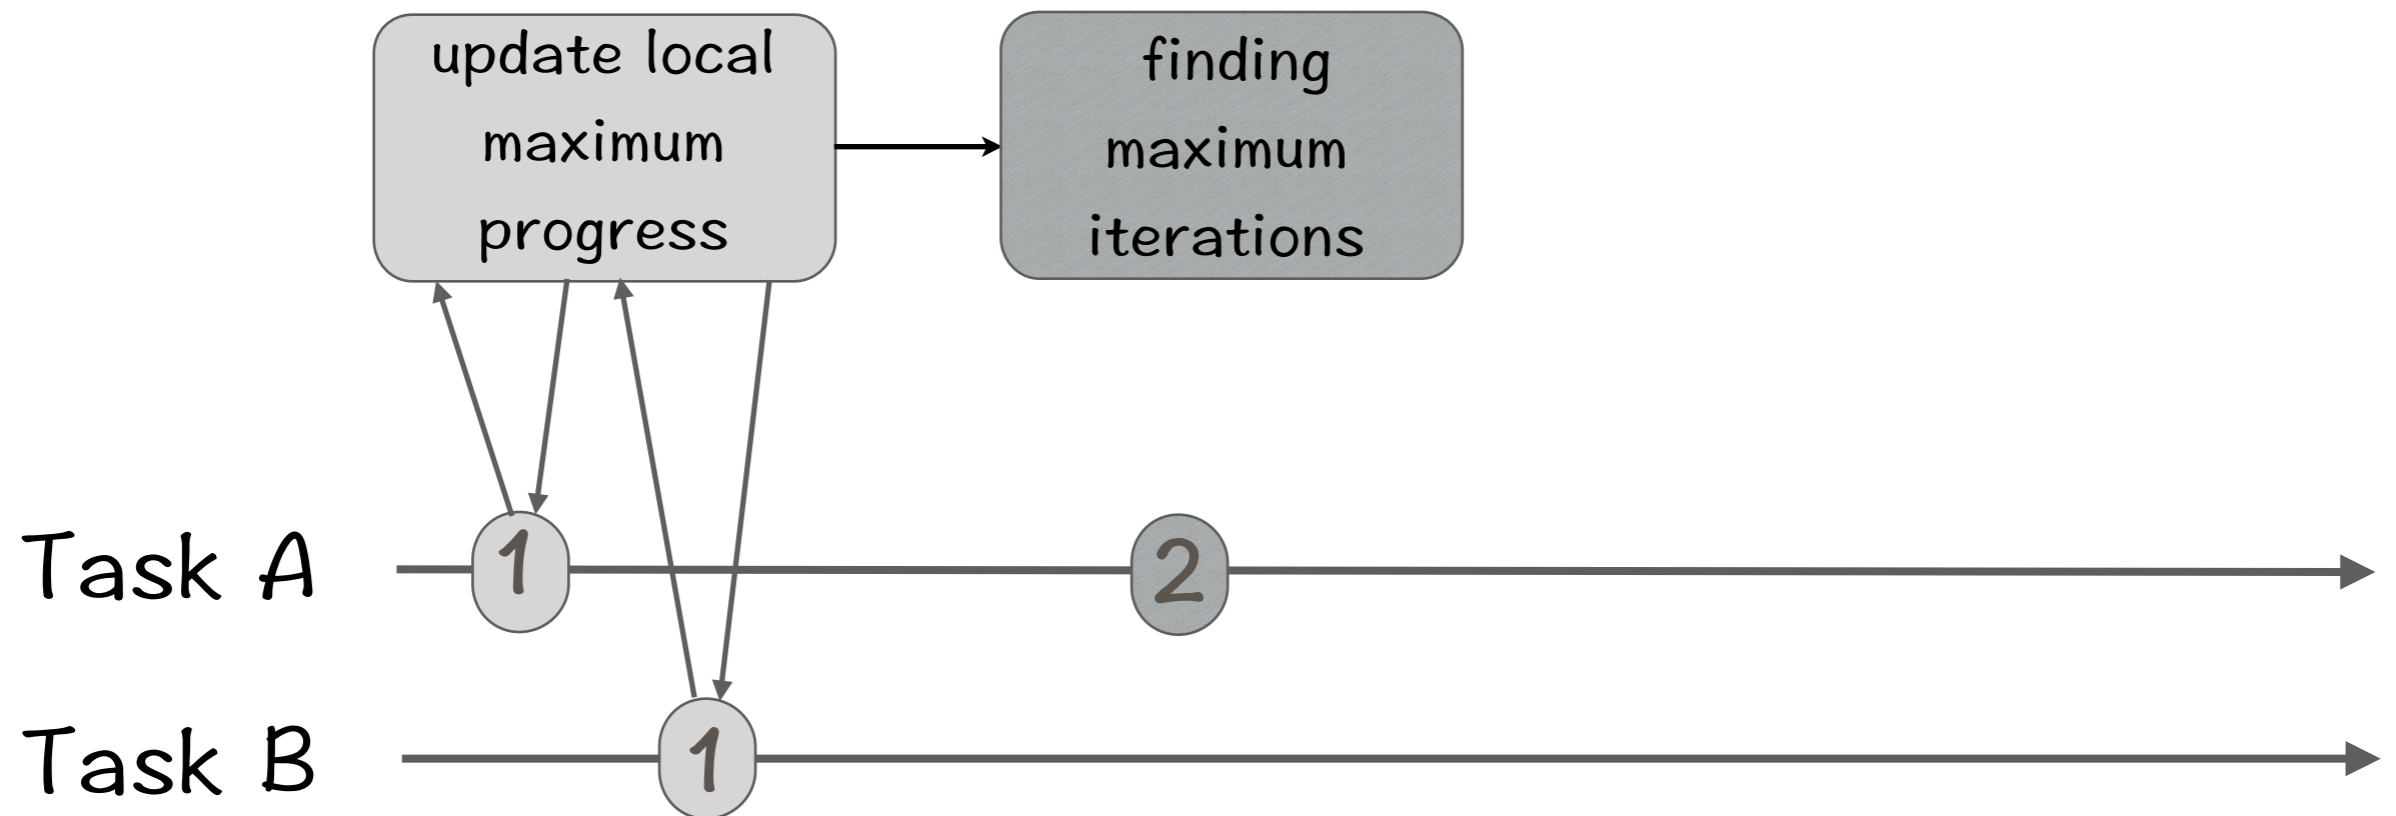 update local
maximum
progress
finding
maximum
iterations
Task A
1
2
Task B
1